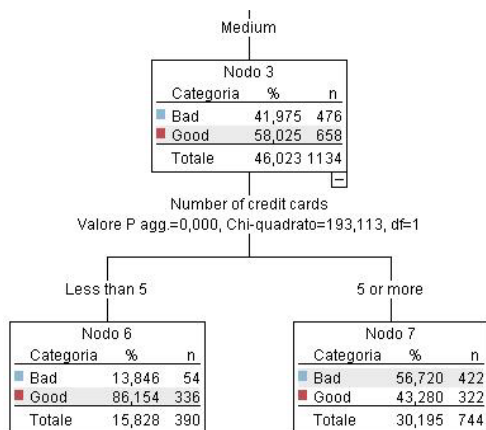 Medium
Nodo 3
Categoria % n
Bad 41,975 476
Good 58,025 658
Totale 46,023 1134
Number of credit cards
Valore P agg.=0,000, Chi-quadrato=193,113, df=1
Less than 5
5 or more
Nodo 6
Categoria % n
Bad 13,846 54
Good 86,154 336
Totale 15,828 390
Nodo 7
Categoria % n
Bad 56,720 422
Good 43,280 322
Totale 30,195 744